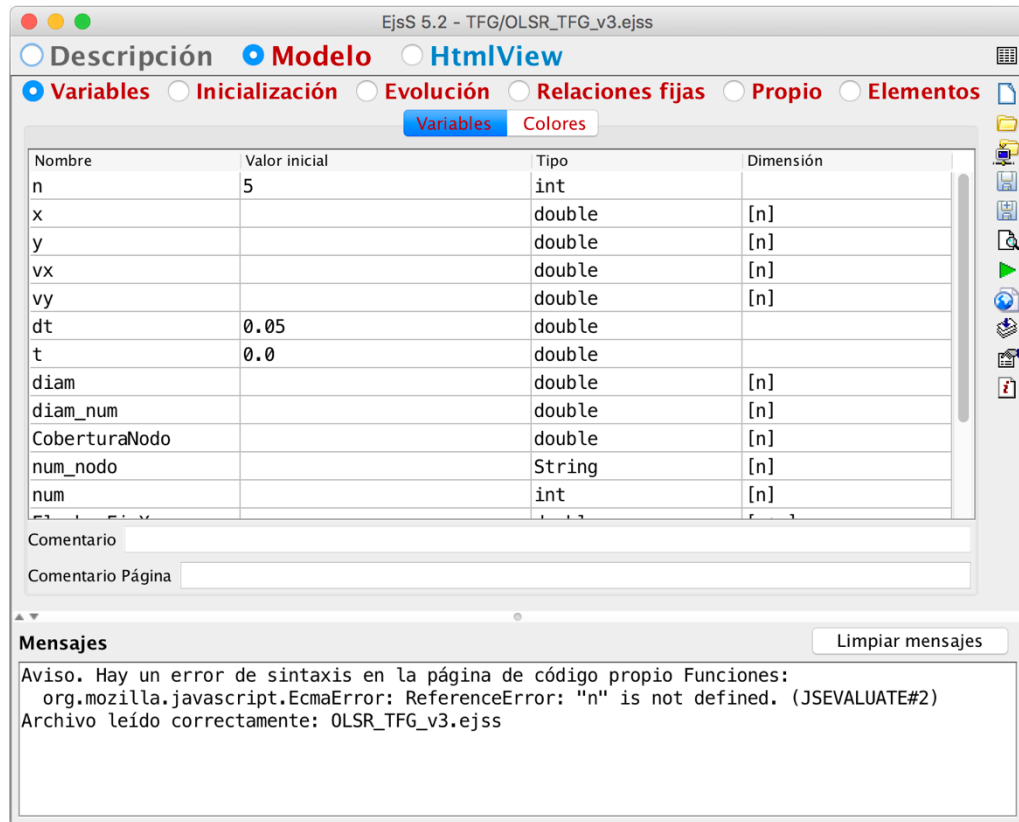 EjsS 5.2 - TFG/OLSR_TFG_v3.ejss
Descripción Modelo HtmlView
Variables Inicialización Evolución Relaciones fijas Propio Elementos
Variables Colores
Nombre Valor inicial Tipo Dimensión
n 5 int
x double [n]
y double [n]
vx double [n]
vy double [n]
dt 0.05 double
t 0.0 double
diam double [n]
diam_num double [n]
CoberturaNodo double [n]
num_nodo String [n]
num int [n]
Comentario
Comentario Página
Mensajes Limpiar mensajes
Aviso. Hay un error de sintaxis en la página de código propio Funciones:
org.mozilla.javascript.EcmaError: ReferenceError: "n" is not defined. (JSEVALUATE#2)
Archivo leído correctamente: OLSR_TFG_v3.ejss